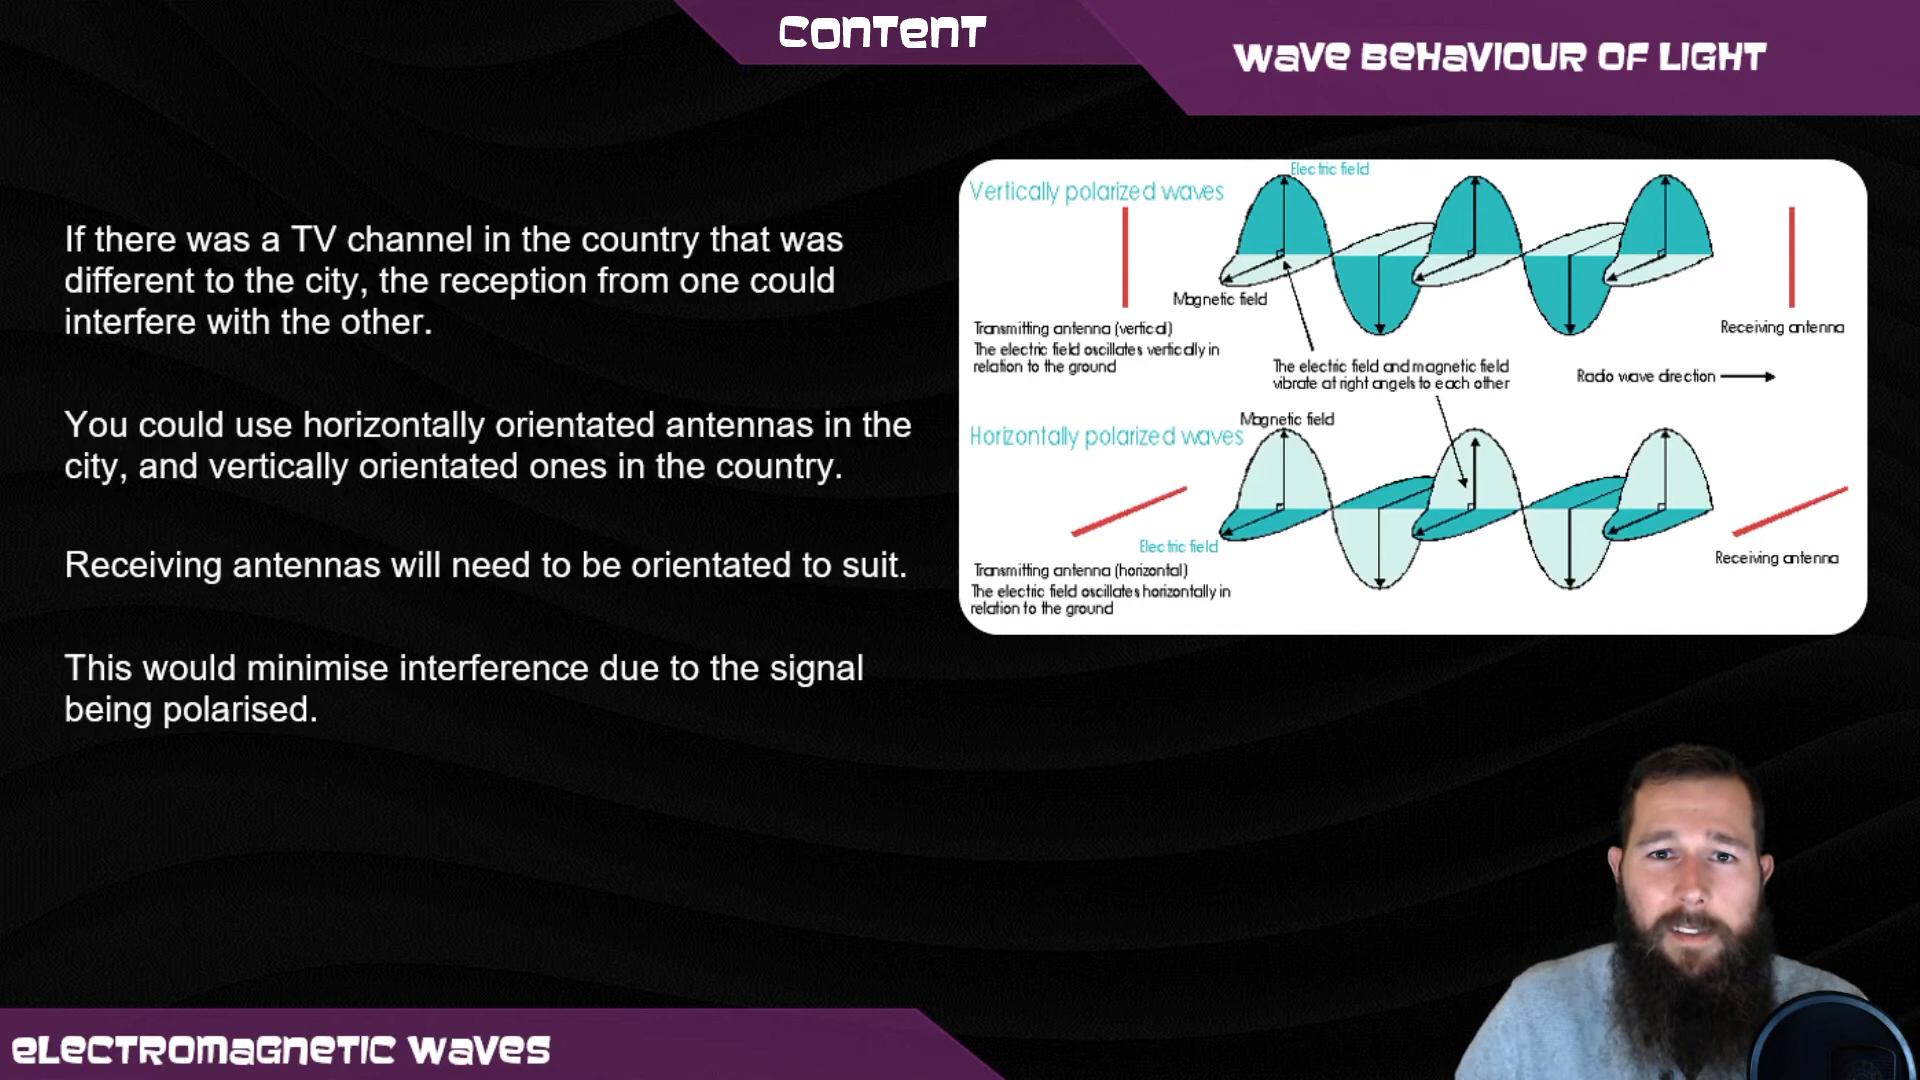 CONTENT
WAVE BEHAVIOUR OF LIGHT
If there was a TV channel in the country that was
different to the city, the reception from one could
interfere with the other.
You could use horizontally orientated antennas in the
city, and vertically orientated ones in the country.
Receiving antennas will need to be orientated to suit.
This would minimise interference due to the signal
being polarised.
Electric field
Vertically polarized waves
Magnetic field
Transmitting antenna (vertical)
The electric field oscillates vertically in
relation to the ground
Receiving antenna
The electric field and magnetic field
vibrate at right angels to each other
Radio wave direction
Magnetic field
Horizontally polarized waves
Electric field
Transmitting antenna (horizontal)
The electric field oscillates horizontally in
relation to the ground
Receiving antenna
ELECTROMAGNETIC WAVES